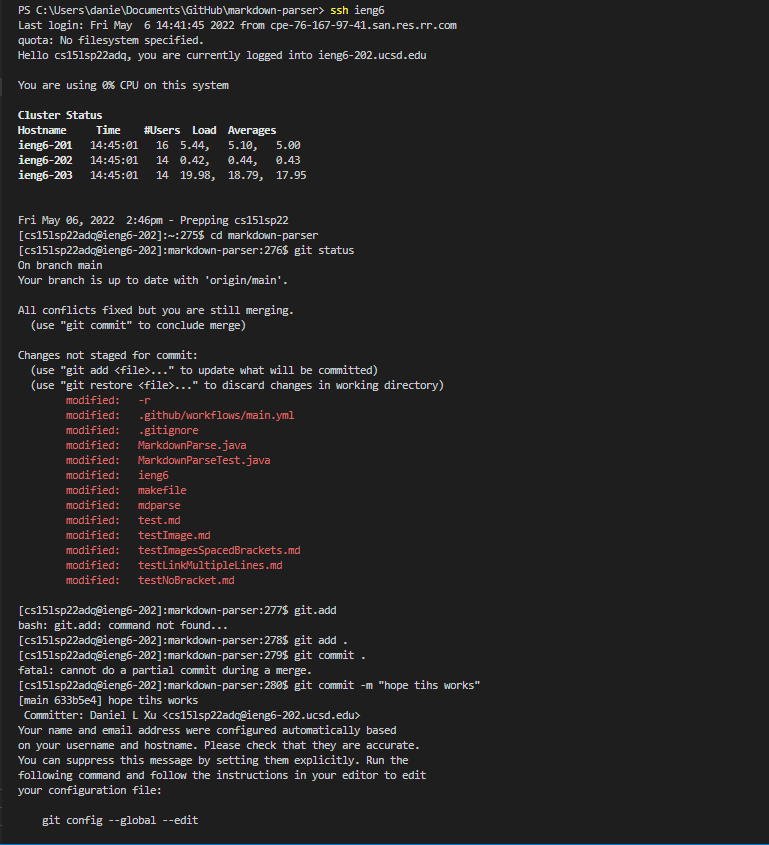 PS C:\Users\danie\Documents\GitHub\markdown-parser> ssh ieng6
Last login: Fri May  6 14:41:45 2022 from cpe-76-167-97-41.san.res.rr.com
quota: No filesystem specified.
Hello cs15lsp22adq, you are currently logged into ieng6-202.ucsd.edu
You are using 0% CPU on this system
Cluster Status
Hostname     Time    #Users  Load  Averages
ieng6-201   14:45:01   16  5.44,   5.10,   5.00
ieng6-202   14:45:01   14  0.42,   0.44,   0.43
ieng6-203   14:45:01   14  19.98,  18.79,  17.95
Fri May 06, 2022  2:46pm - Prepping cs15lsp22
[cs15lsp22adq@ieng6-202]:~:275$ cd markdown-parser
[cs15lsp22adq@ieng6-202]:markdown-parser:276$ git status
On branch main
Your branch is up to date with 'origin/main'.
All conflicts fixed but you are still merging.
  (use "git commit" to conclude merge)
Changes not staged for commit:
  (use "git add <file>..." to update what will be committed)
  (use "git restore <file>..." to discard changes in working directory)
        modified:   -r
        modified:   .github/workflows/main.yml
        modified:   .gitignore
        modified:   MarkdownParse.java
        modified:   MarkdownParseTest.java
        modified:   ieng6
        modified:   makefile
        modified:   mdparse
        modified:   test.md
        modified:   testImage.md
        modified:   testImagesSpacedBrackets.md
        modified:   testLinkMultipleLines.md
        modified:   testNoBracket.md
[cs15lsp22adq@ieng6-202]:markdown-parser:277$ git.add
bash: git.add: command not found...
[cs15lsp22adq@ieng6-202]:markdown-parser:278$ git add .
[cs15lsp22adq@ieng6-202]:markdown-parser:279$ git commit .
fatal: cannot do a partial commit during a merge.
[cs15lsp22adq@ieng6-202]:markdown-parser:280$ git commit -m "hope tihs works"
[main 633b5e4] hope tihs works
 Committer: Daniel L Xu <cs15lsp22adq@ieng6-202.ucsd.edu>
Your name and email address were configured automatically based
on your username and hostname. Please check that they are accurate.
You can suppress this message by setting them explicitly. Run the
following command and follow the instructions in your editor to edit
your configuration file:
    git config --global --edit